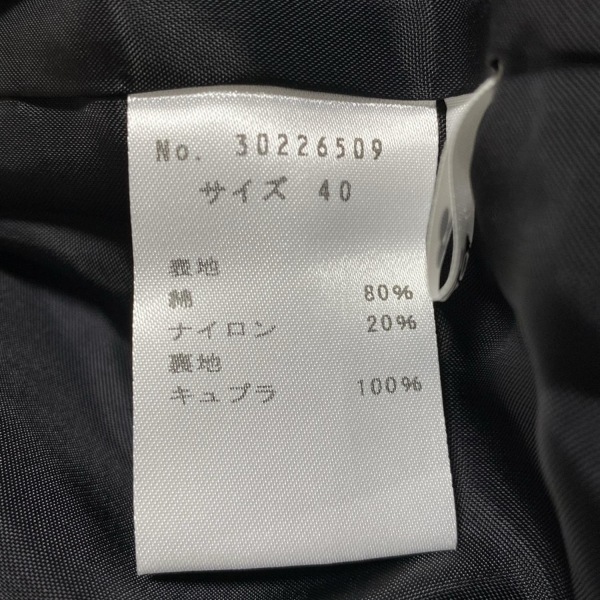 No. 30226509
サイズ 40
表地
綿 80%
ナイロン 20%
裏地
キュプラ 100%